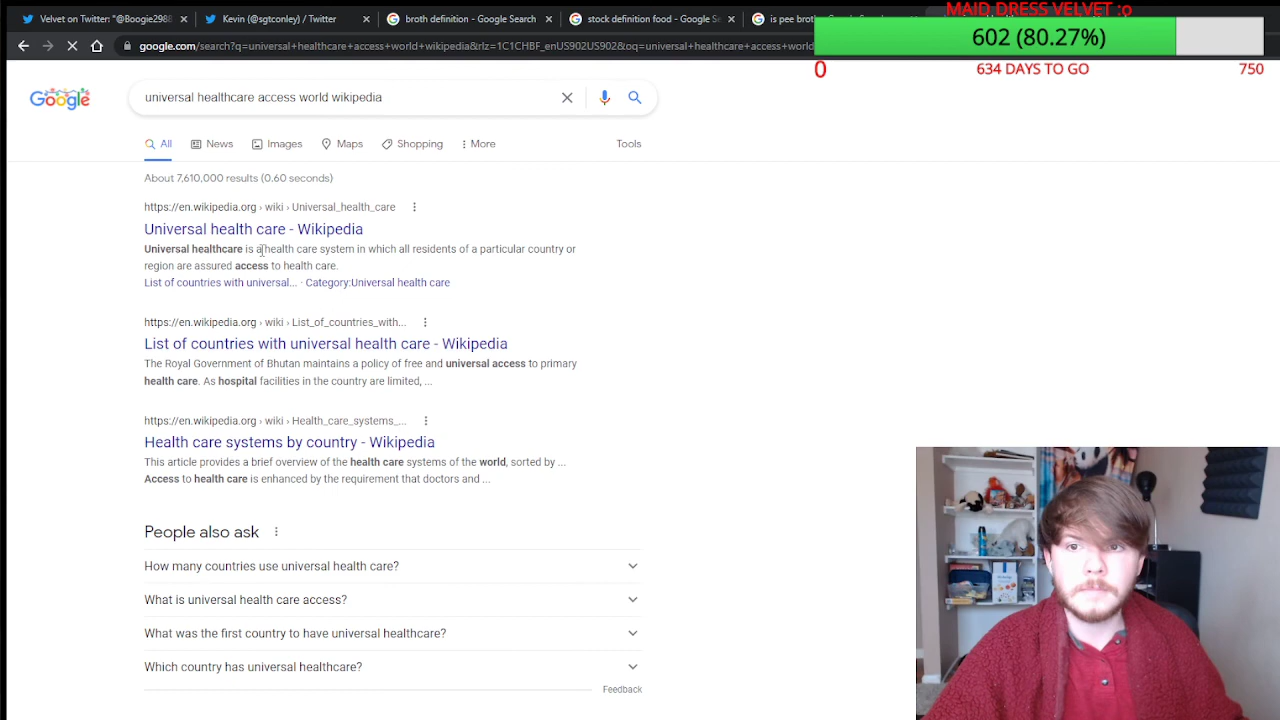 Velvet on Twitter: "@Boogie2988
Kevin (@sgtconley) / Twitter
broth definition - Google Search
stock definition food - Google Se
is pee br
MAID DRESS VELVET :o
602 (80.27%)
0
634 DAYS TO GO
750
google.com/search?q=universal+healthcare+access+world+wikipedia&rlz=1C1CHBF_enUS902US902&oq=universal+healthcare+access+world
Google
universal healthcare access world wikipedia
All
News
Images
Maps
Shopping
More
Tools
About 7,610,000 results (0.60 seconds)
https://en.wikipedia.org › wiki › Universal_health_care
Universal health care - Wikipedia
Universal healthcare is a health care system in which all residents of a particular country or
region are assured access to health care.
List of countries with universal... · Category:Universal health care
https://en.wikipedia.org › wiki › List_of_countries_with...
List of countries with universal health care - Wikipedia
The Royal Government of Bhutan maintains a policy of free and universal access to primary
health care. As hospital facilities in the country are limited, ...
https://en.wikipedia.org › wiki › Health_care_systems_...
Health care systems by country - Wikipedia
This article provides a brief overview of the health care systems of the world, sorted by ...
Access to health care is enhanced by the requirement that doctors and ...
People also ask
How many countries use universal health care?
What is universal health care access?
What was the first country to have universal healthcare?
Which country has universal healthcare?
Feedback